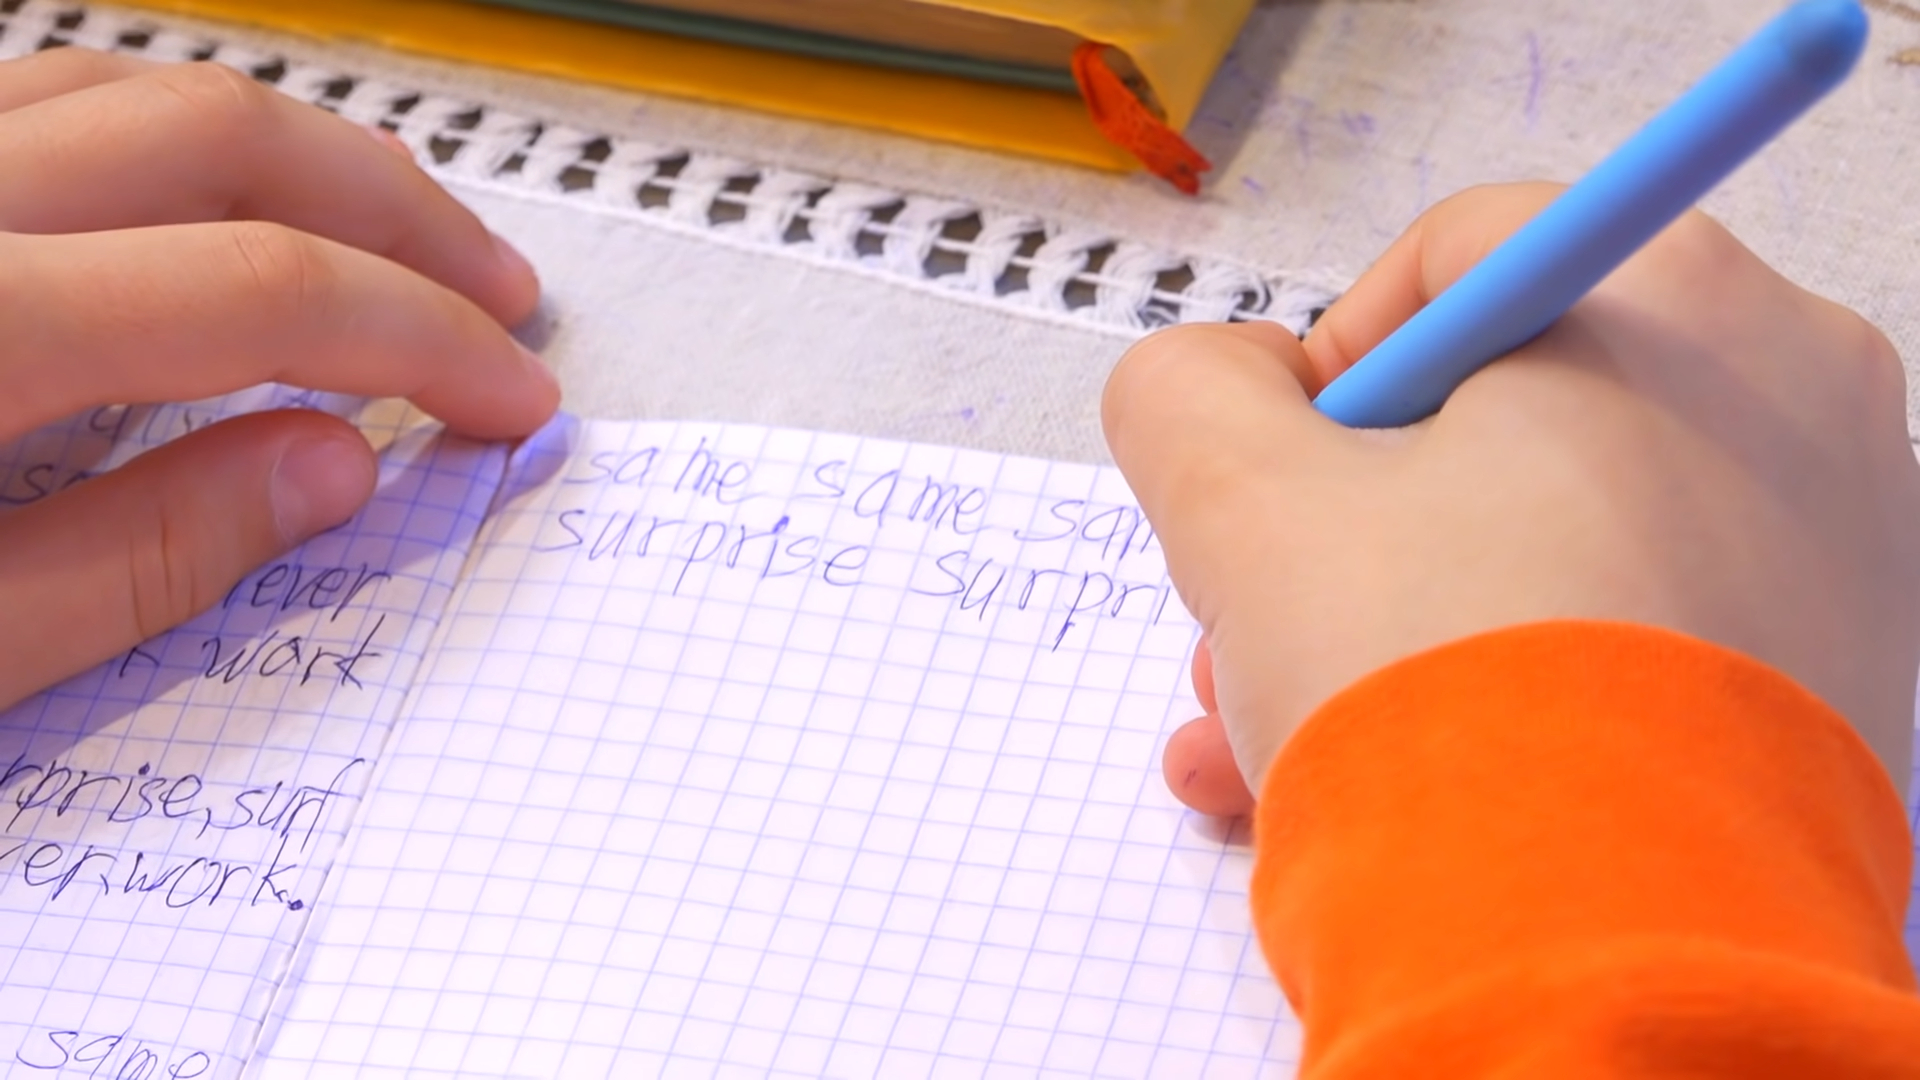 ever
work
rprise, surf
er, work.
same
same same sam
surprise surpri